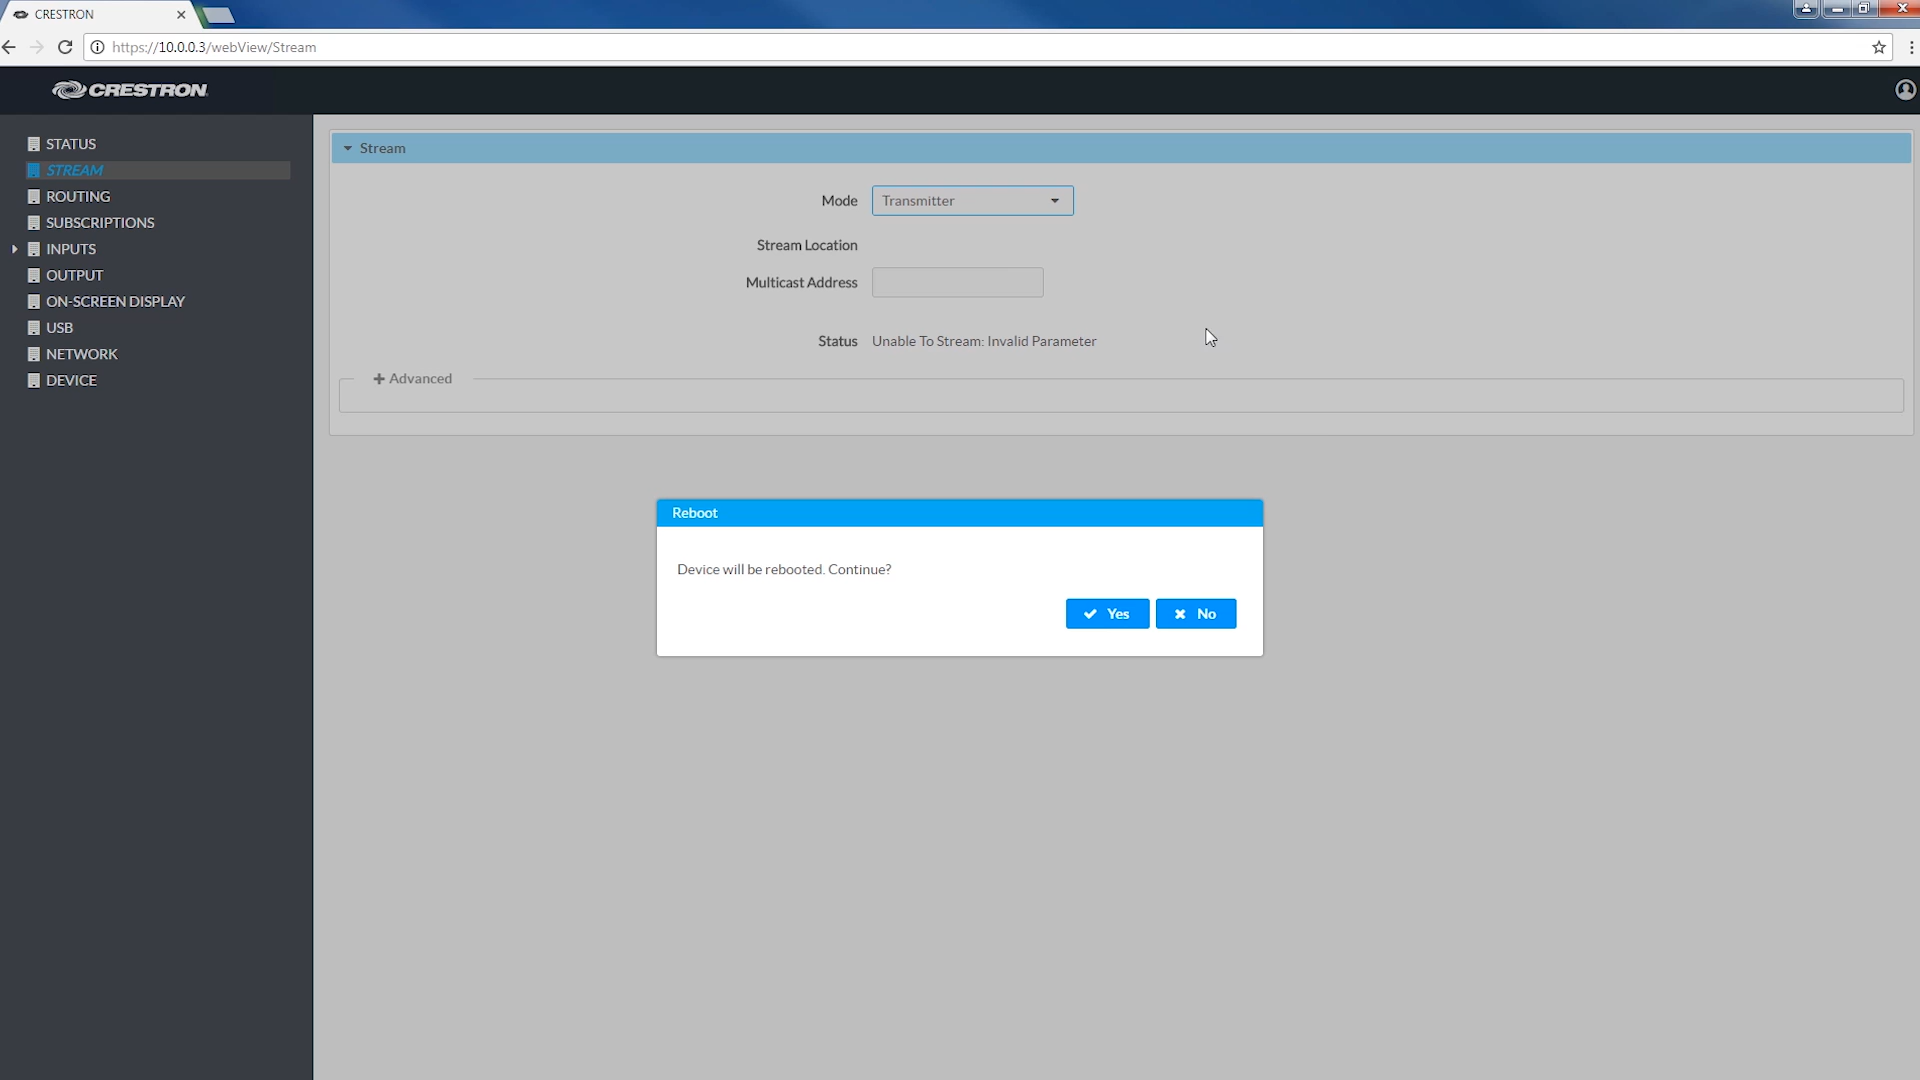 CRESTRON
https://10.0.0.3/webView/Stream
CRESTRON
STATUS
STREAM
ROUTING
SUBSCRIPTIONS
INPUTS
OUTPUT
ON-SCREEN DISPLAY
USB
NETWORK
DEVICE
Stream
Mode Transmitter
Stream Location
Multicast Address
Status Unable To Stream: Invalid Parameter
Advanced
Reboot
Device will be rebooted. Continue?
Yes No